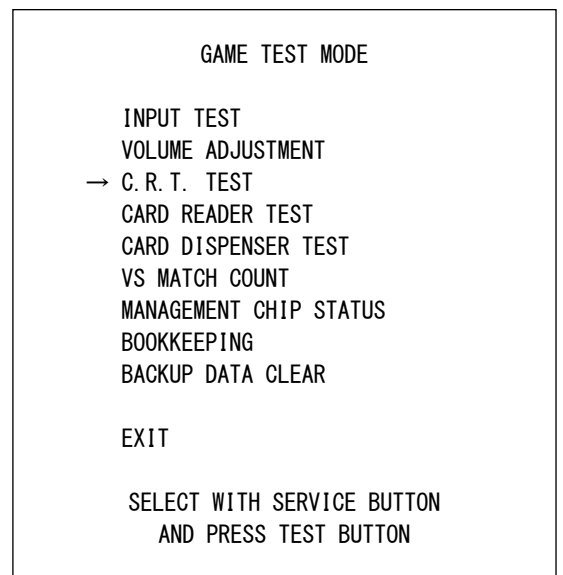 GAME TEST MODE
INPUT TEST
VOLUME ADJUSTMENT
→ C.R.T. TEST
CARD READER TEST
CARD DISPENSER TEST
VS MATCH COUNT
MANAGEMENT CHIP STATUS
BOOKKEEPING
BACKUP DATA CLEAR
EXIT
SELECT WITH SERVICE BUTTON
AND PRESS TEST BUTTON